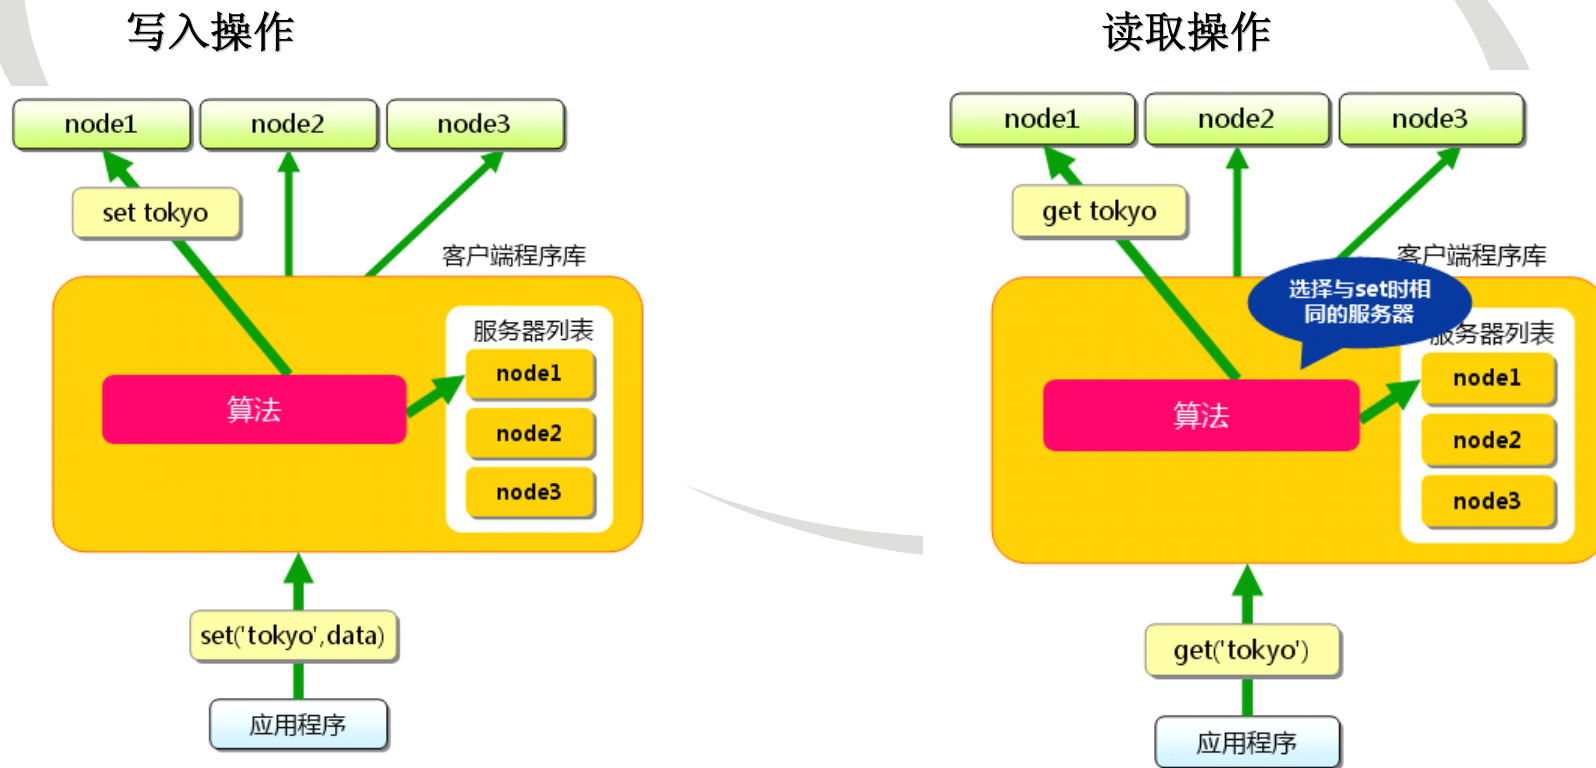 写入操作
node1
node2
node3
set tokyo
客户端程序库
服务器列表
node1
算法
node2
node3
set('tokyo',data)
应用程序
读取操作
node1
node2
node3
get tokyo
客户端程序库
选择与set时相
同的服务器
服务器列表
node1
算法
node2
node3
get('tokyo')
应用程序